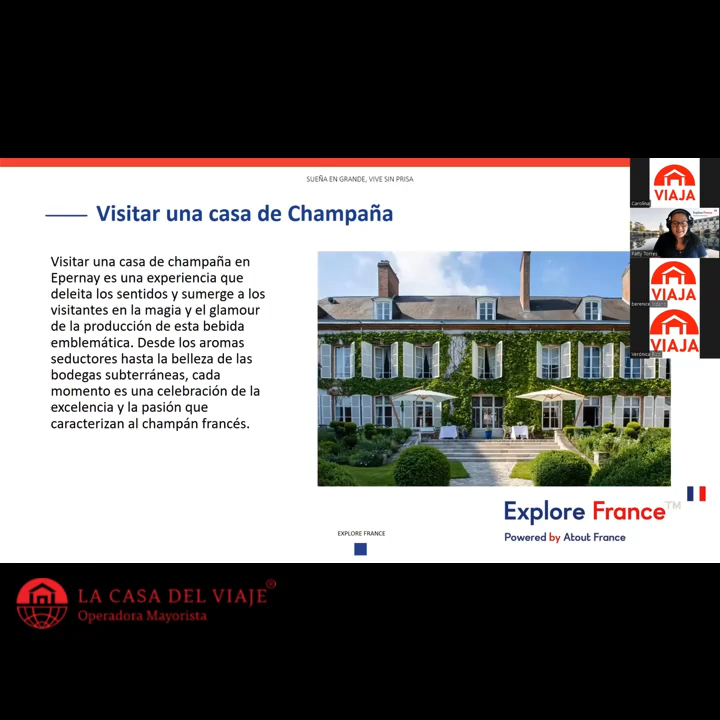 SUEÑA EN GRANDE, VIVE SIN PRISA
Visitar una casa de Champaña
Visitar una casa de champaña en
Epernay es una experiencia que
deleita los sentidos y sumerge a los
visitantes en la magia y el glamour
de la producción de esta bebida
emblemática. Desde los aromas
seductores hasta la belleza de las
bodegas subterráneas, cada
momento es una celebración de la
excelencia y la pasión que
caracterizan al champán francés.
VIAJA
Carolina
Explore France
Patty Torres
VIAJA
berenice
VIAJA
Verónica
Explore France™
Powered by Atout France
EXPLORE FRANCE
LA CASA DEL VIAJE®
Operadora Mayorista